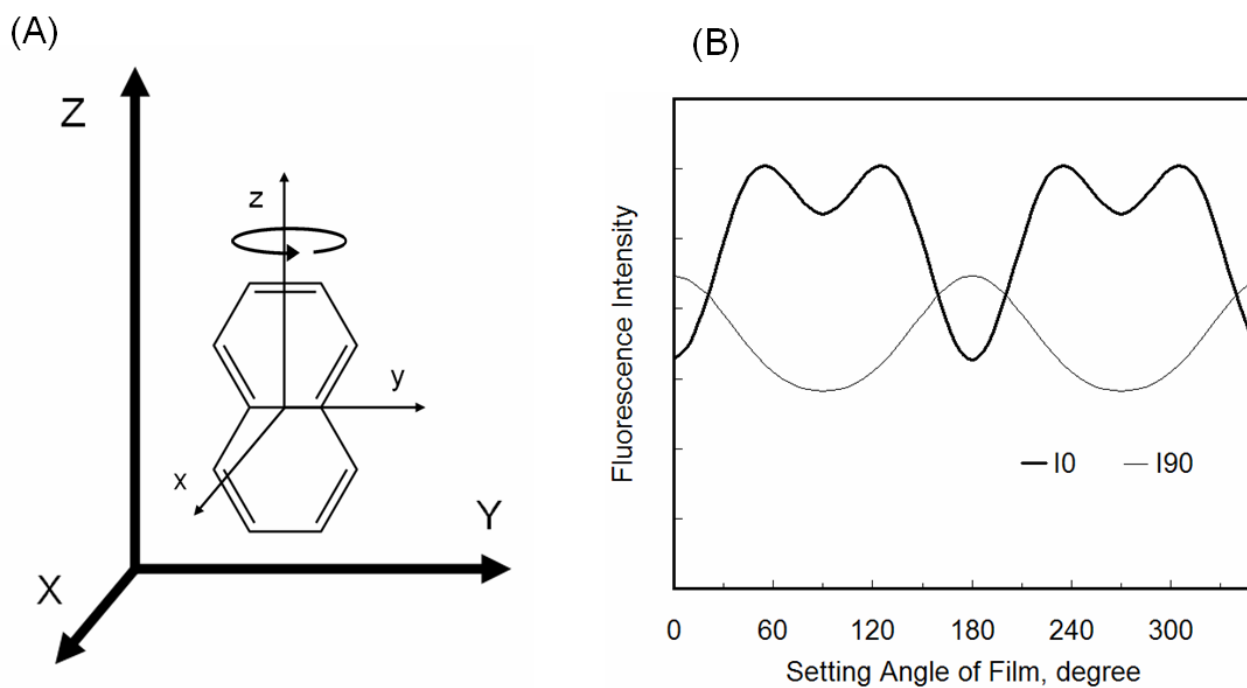 (A)
Z
z
y
x
Y
X
(B)
Fluorescence Intensity
I0
I90
0 60 120 180 240 300
Setting Angle of Film, degree